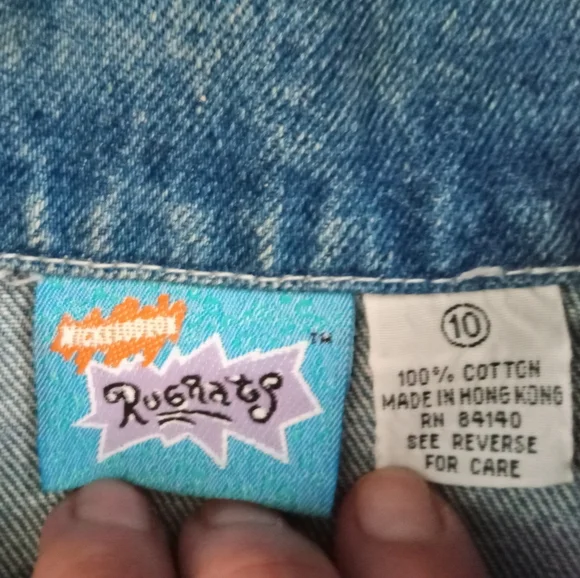 NICKELODEON
RUGRATS
TM
10
100% COTTON
MADE IN HONG KONG
RN 84140
SEE REVERSE
FOR CARE